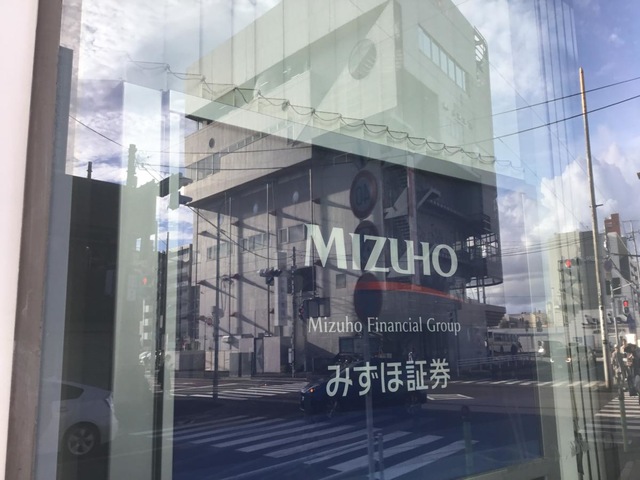 MIZUHO
Mizuho Financial Group
みずほ証券